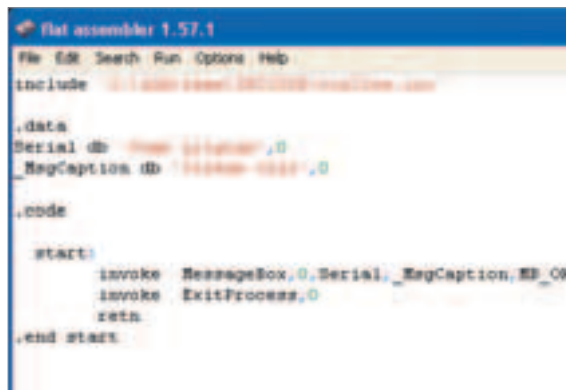 flat assembler 1.57.1
File Edit Search Run Options Help
include
.data
Serial db ,0
_MsgCaption db ,0
.code
start:
invoke MessageBox,0,Serial,_MsgCaption,MB_OK
invoke ExitProcess,0
retn
.end start